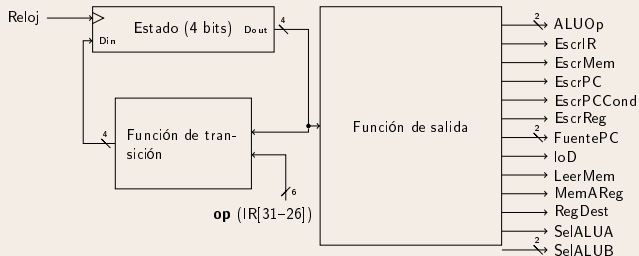 Reloj
Estado (4 bits)
Dout
Din
4
Función de tran-
sición
4
6
op (IR[31–26])
Función de salida
2
ALUOp
EscrIR
EscrMem
EscrPC
EscrPCCond
EscrReg
2
FuentePC
IoD
LeerMem
MemAReg
RegDest
SelALUA
2
SelALUB